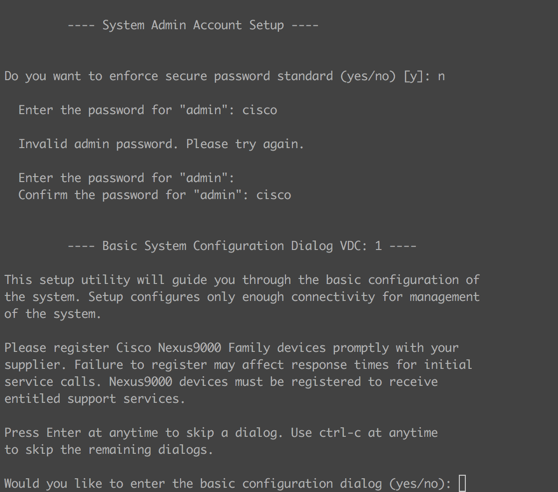 ---- System Admin Account Setup ----
Do you want to enforce secure password standard (yes/no) [y]: n
Enter the password for "admin": cisco
Invalid admin password. Please try again.
Enter the password for "admin":
Confirm the password for "admin": cisco
---- Basic System Configuration Dialog VDC: 1 ----
This setup utility will guide you through the basic configuration of
the system. Setup configures only enough connectivity for management
of the system.
Please register Cisco Nexus9000 Family devices promptly with your
supplier. Failure to register may affect response times for initial
service calls. Nexus9000 devices must be registered to receive
entitled support services.
Press Enter at anytime to skip a dialog. Use ctrl-c at anytime
to skip the remaining dialogs.
Would you like to enter the basic configuration dialog (yes/no):